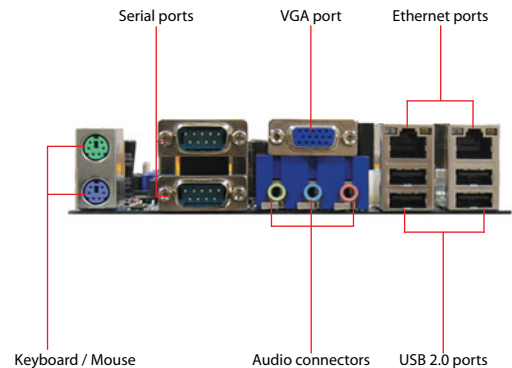 Serial ports
VGA port
Ethernet ports
Keyboard / Mouse
Audio connectors
USB 2.0 ports